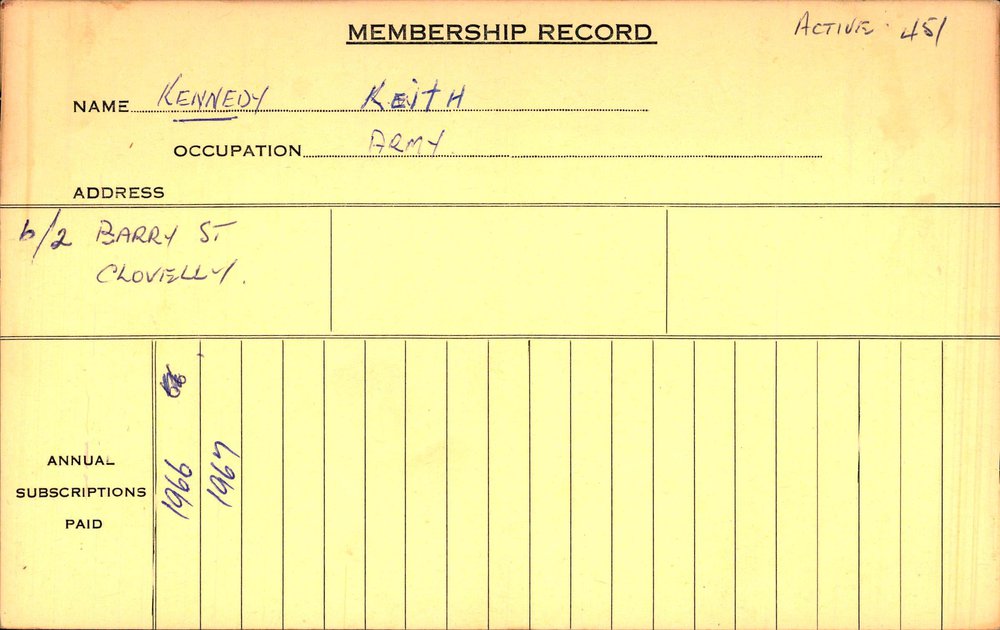 MEMBERSHIP RECORD
ACTIVE 451
NAME KENNEDY KEITH
OCCUPATION ARMY
ADDRESS
6/2 BARRY ST
CLOVELLY.
ANNUAL
SUBSCRIPTIONS
PAID
1966
1967